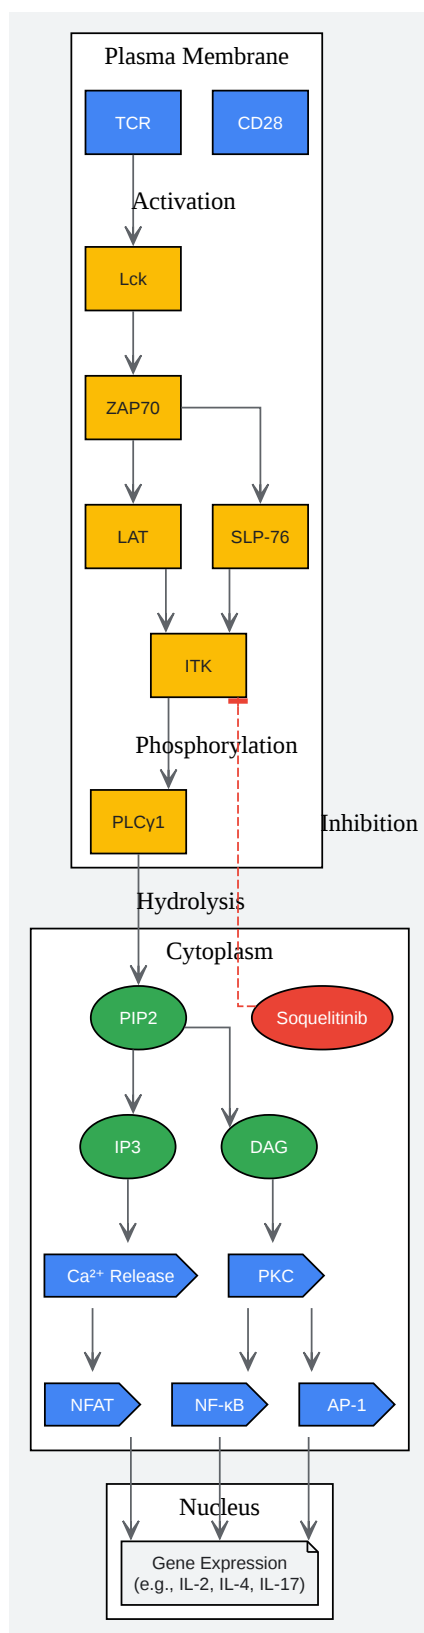 Plasma Membrane
TCR
CD28
Activation
Lck
ZAP70
LAT
SLP-76
ITK
Phosphorylation
PLCγ1
Inhibition
Hydrolysis
Cytoplasm
PIP2
Soquelitinib
IP3
DAG
Ca²⁺ Release
PKC
NFAT
NF-κB
AP-1
Nucleus
Gene Expression
(e.g., IL-2, IL-4, IL-17)